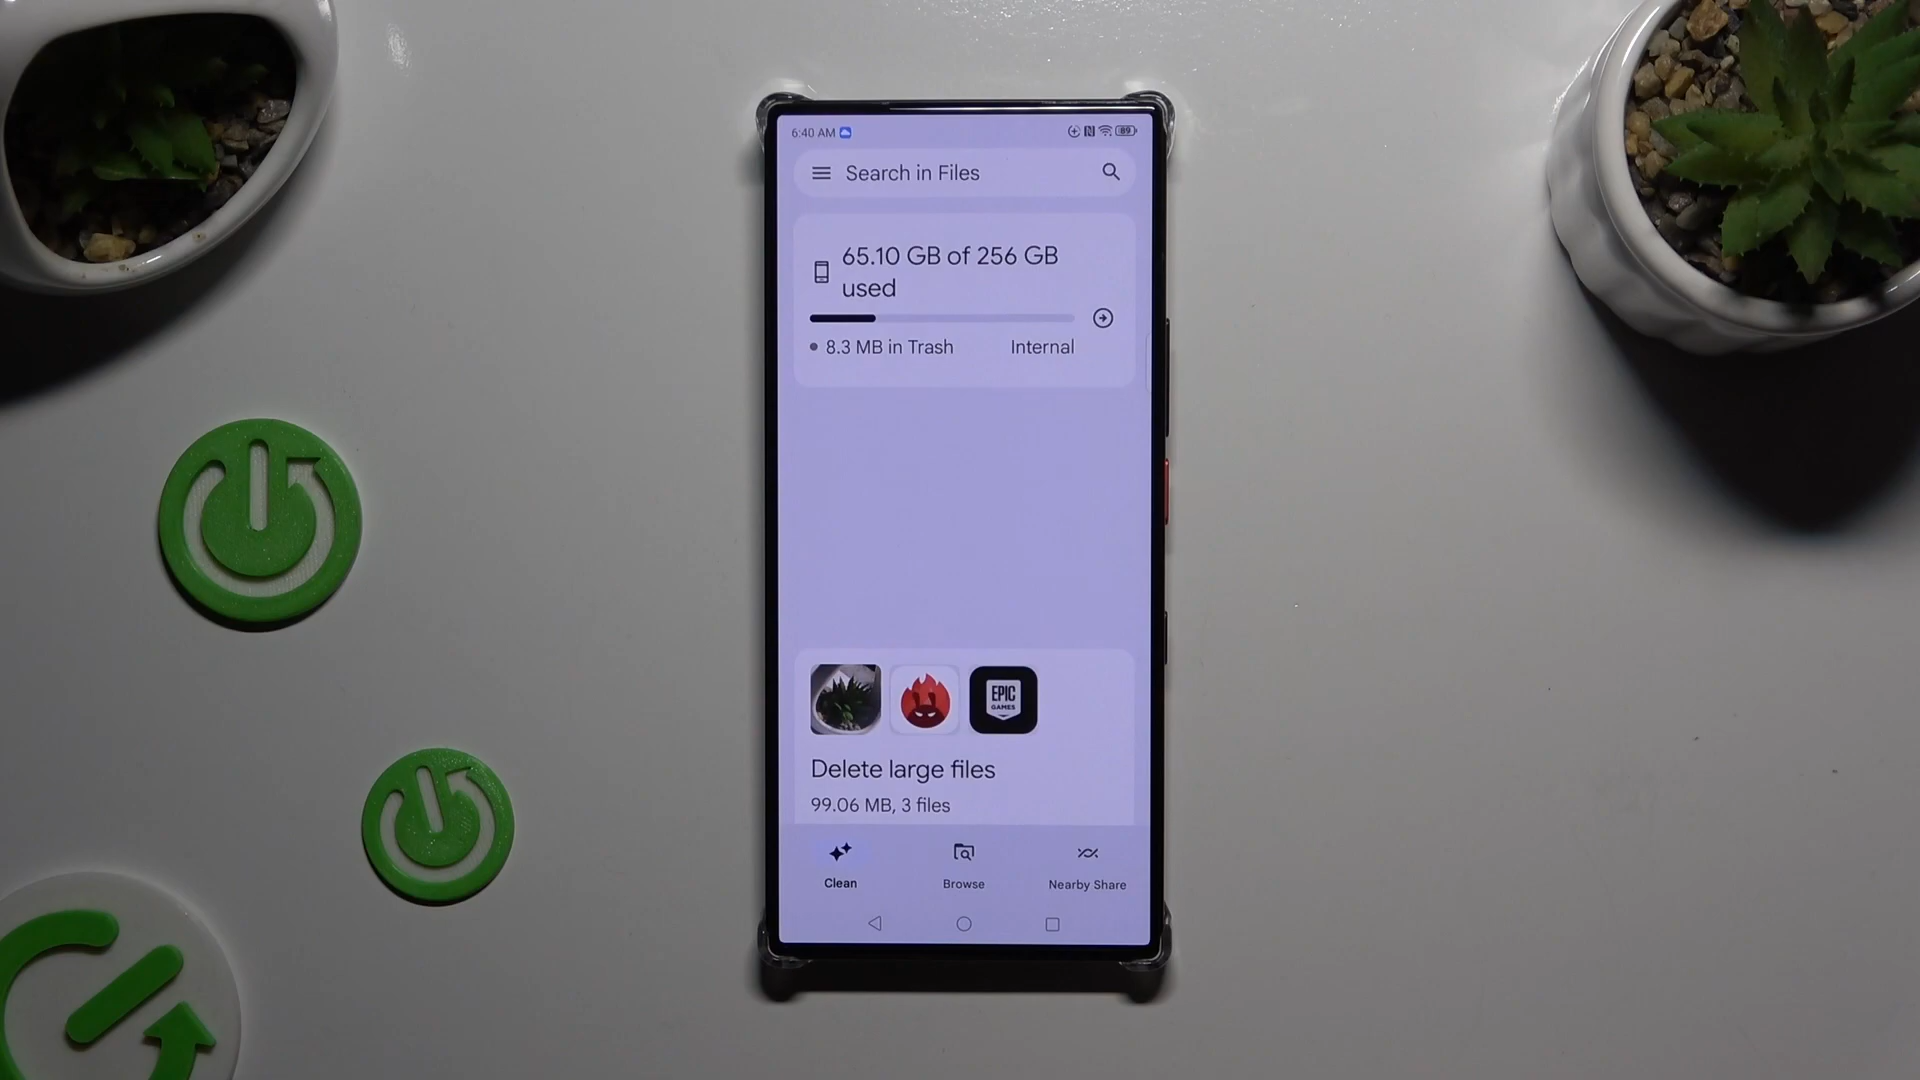 6:40 AM
89
Search in Files
65.10 GB of 256 GB
used
8.3 MB in Trash
Internal
EPIC
GAMES
Delete large files
99.06 MB, 3 files
Clean
Browse
Nearby Share